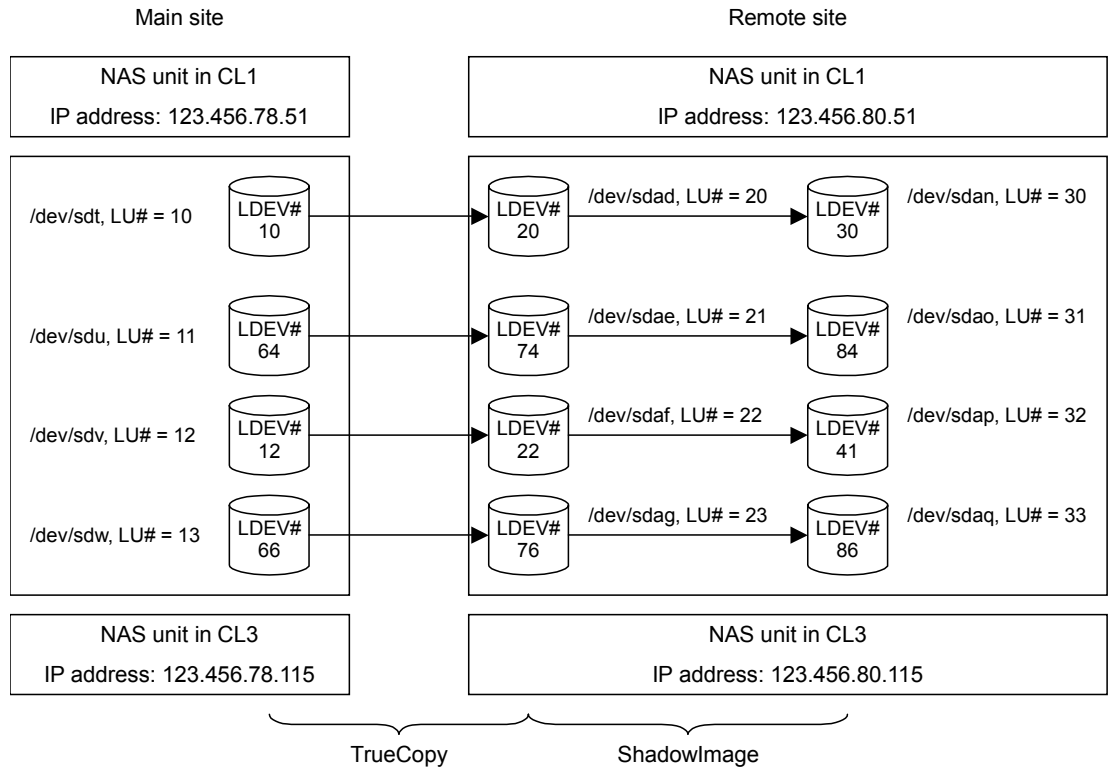 Main site
Remote site
NAS unit in CL1
IP address: 123.456.78.51
NAS unit in CL1
IP address: 123.456.80.51
/dev/sdt, LU# = 10
LDEV#
10
LDEV#
20
/dev/sdad, LU# = 20
LDEV#
30
/dev/sdan, LU# = 30
/dev/sdu, LU# = 11
LDEV#
64
LDEV#
74
/dev/sdae, LU# = 21
LDEV#
84
/dev/sdao, LU# = 31
/dev/sdv, LU# = 12
LDEV#
12
LDEV#
22
/dev/sdaf, LU# = 22
LDEV#
41
/dev/sdap, LU# = 32
/dev/sdw, LU# = 13
LDEV#
66
LDEV#
76
/dev/sdag, LU# = 23
LDEV#
86
/dev/sdaq, LU# = 33
NAS unit in CL3
IP address: 123.456.78.115
NAS unit in CL3
IP address: 123.456.80.115
TrueCopy
ShadowImage